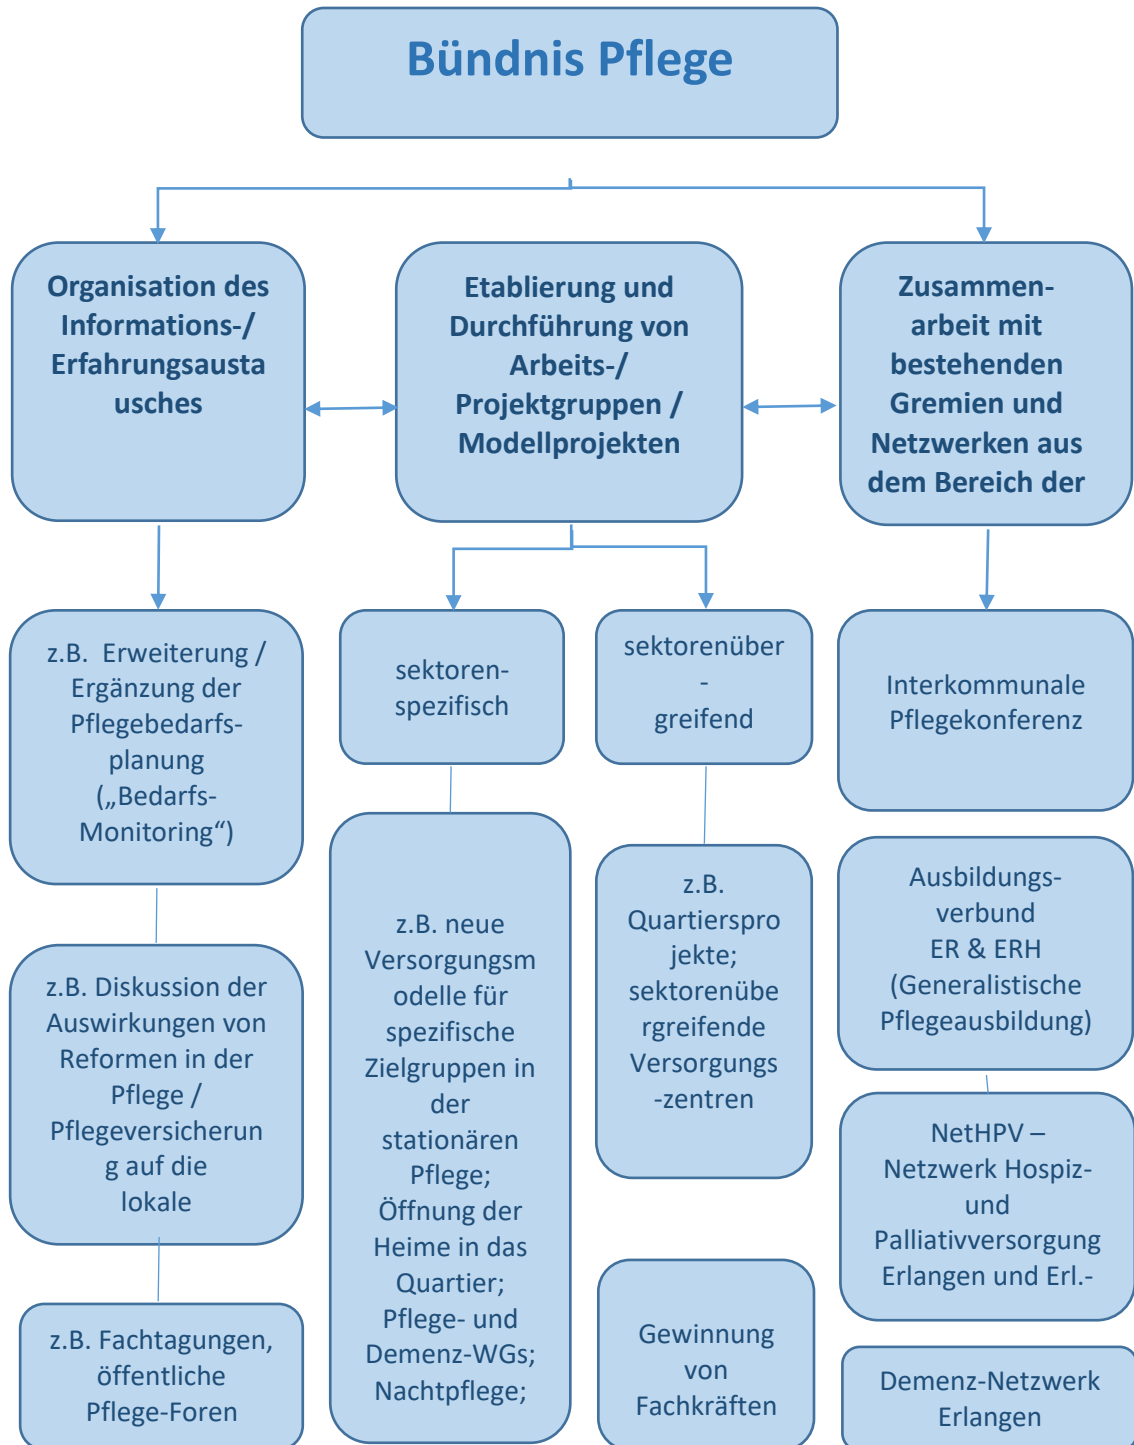 Bündnis Pflege
Organisation des
Informations-/
Erfahrungsausta
usches
Etablierung und
Durchführung von
Arbeits-/
Projektgruppen /
Modellprojekten
Zusammen-
arbeit mit
bestehenden
Gremien und
Netzwerken aus
dem Bereich der
z.B. Erweiterung /
Ergänzung der
Pflegebedarfs-
planung
(„Bedarfs-
Monitoring“)
z.B. Diskussion der
Auswirkungen von
Reformen in der
Pflege /
Pflegeversicherun
g auf die
lokale
z.B. Fachtagungen,
öffentliche
Pflege-Foren
sektoren-
spezifisch
z.B. neue
Versorgungsm
odelle für
spezifische
Zielgruppen in
der
stationären
Pflege;
Öffnung der
Heime in das
Quartier;
Pflege- und
Demenz-WGs;
Nachtpflege;
sektorenüber
-
greifend
z.B.
Quartierspro
jekte;
sektorenübe
rgreifende
Versorgungs
-zentren
Gewinnung
von
Fachkräften
Interkommunale
Pflegekonferenz
Ausbildungs-
verbund
ER & ERH
(Generalistische
Pflegeausbildung)
NetHPV –
Netzwerk Hospiz-
und
Palliativversorgung
Erlangen und Erl.-
Demenz-Netzwerk
Erlangen